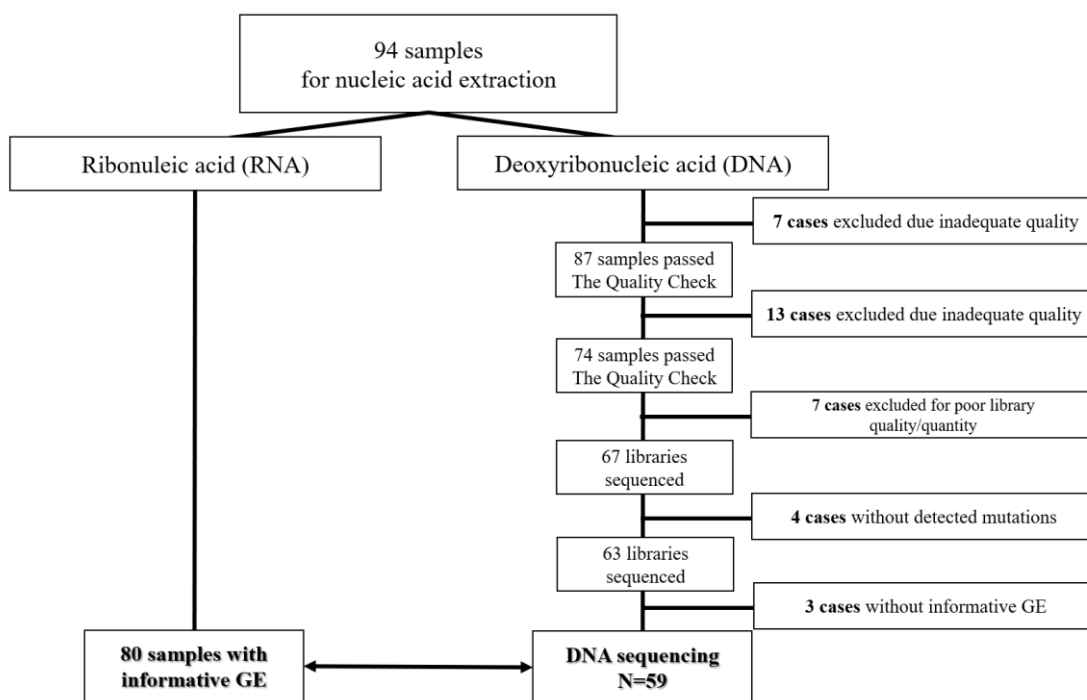 94 samples
for nucleic acid extraction
Ribonuleic acid (RNA)
Deoxyribonucleic acid (DNA)
7 cases excluded due inadequate quality
87 samples passed
The Quality Check
13 cases excluded due inadequate quality
74 samples passed
The Quality Check
7 cases excluded for poor library
quality/quantity
67 libraries
sequenced
4 cases without detected mutations
63 libraries
sequenced
3 cases without informative GE
80 samples with
informative GE
DNA sequencing
N=59